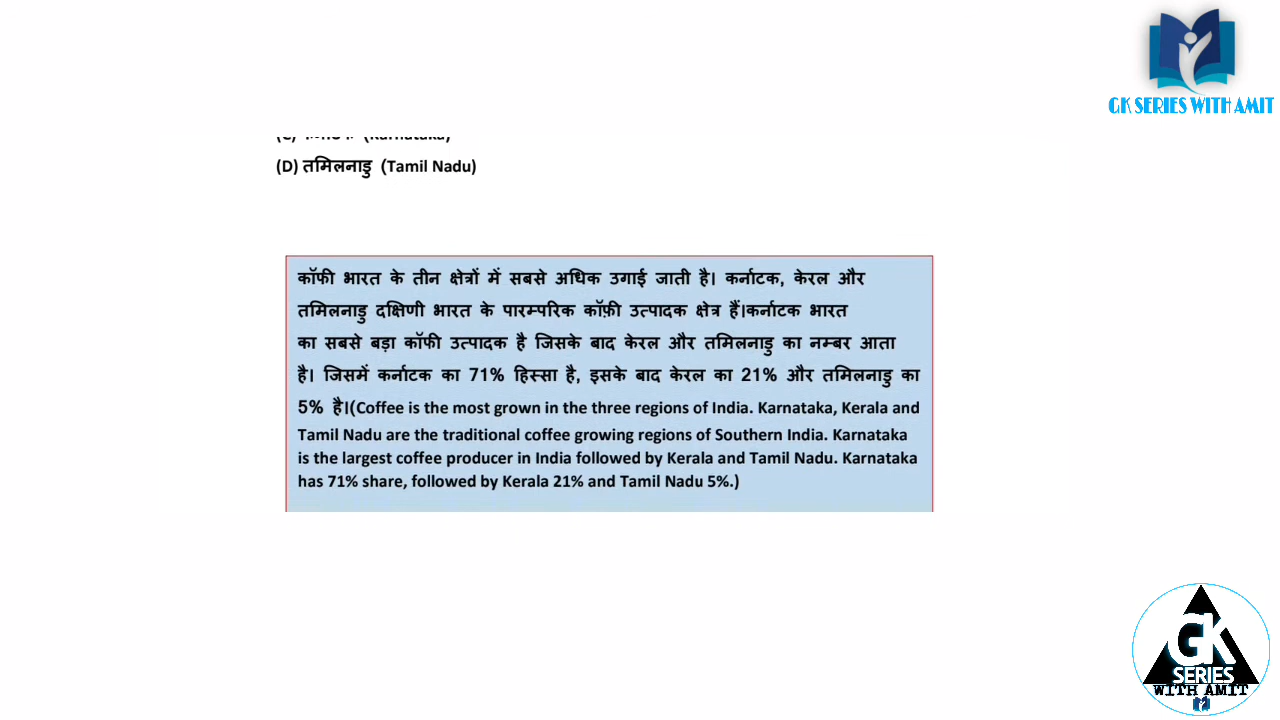 GK SERIES WITH AMIT
(Karnataka)
(D) तमिलनाडु (Tamil Nadu)
कॉफी भारत के तीन क्षेत्रों में सबसे अधिक उगाई जाती है। कर्नाटक, केरल और
तमिलनाडु दक्षिणी भारत के पारम्परिक कॉफ़ी उत्पादक क्षेत्र हैं।कर्नाटक भारत
का सबसे बड़ा कॉफी उत्पादक है जिसके बाद केरल और तमिलनाडु का नम्बर आता
है। जिसमें कर्नाटक का 71% हिस्सा है, इसके बाद केरल का 21% और तमिलनाडु का
5% है।(Coffee is the most grown in the three regions of India. Karnataka, Kerala and
Tamil Nadu are the traditional coffee growing regions of Southern India. Karnataka
is the largest coffee producer in India followed by Kerala and Tamil Nadu. Karnataka
has 71% share, followed by Kerala 21% and Tamil Nadu 5%.)
GK
SERIES
WITH AMIT